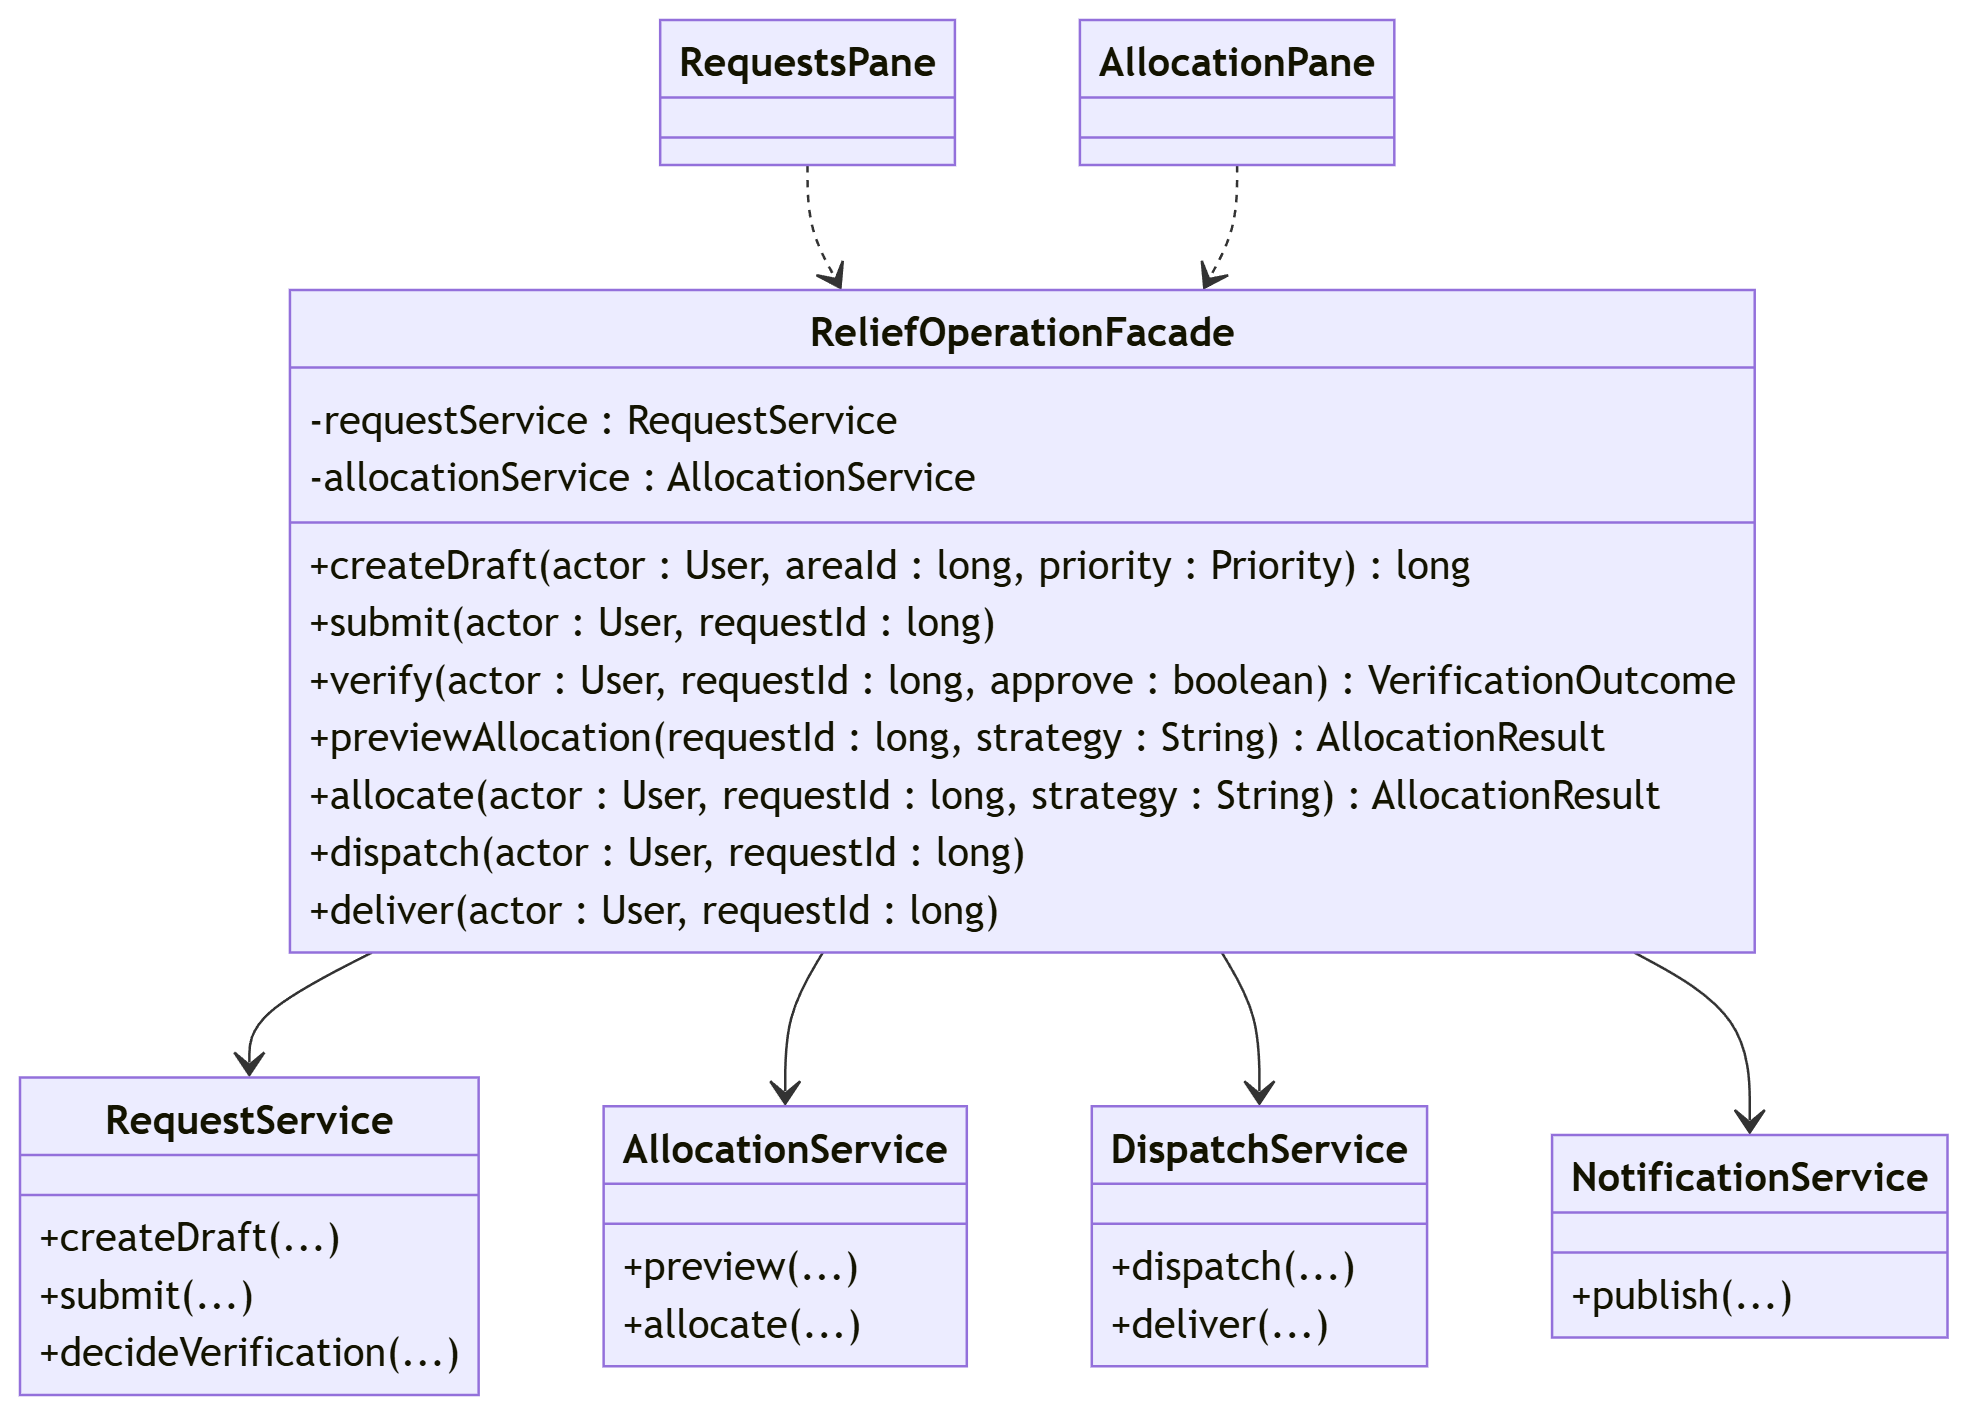 RequestsPane
AllocationPane
ReliefOperationFacade
-requestService : RequestService
-allocationService : AllocationService
+createDraft(actor : User, areaId : long, priority : Priority) : long
+submit(actor : User, requestId : long)
+verify(actor : User, requestId : long, approve : boolean) : VerificationOutcome
+previewAllocation(requestId : long, strategy : String) : AllocationResult
+allocate(actor : User, requestId : long, strategy : String) : AllocationResult
+dispatch(actor : User, requestId : long)
+deliver(actor : User, requestId : long)
RequestService
+createDraft(...)
+submit(...)
+decideVerification(...)
AllocationService
+preview(...)
+allocate(...)
DispatchService
+dispatch(...)
+deliver(...)
NotificationService
+publish(...)